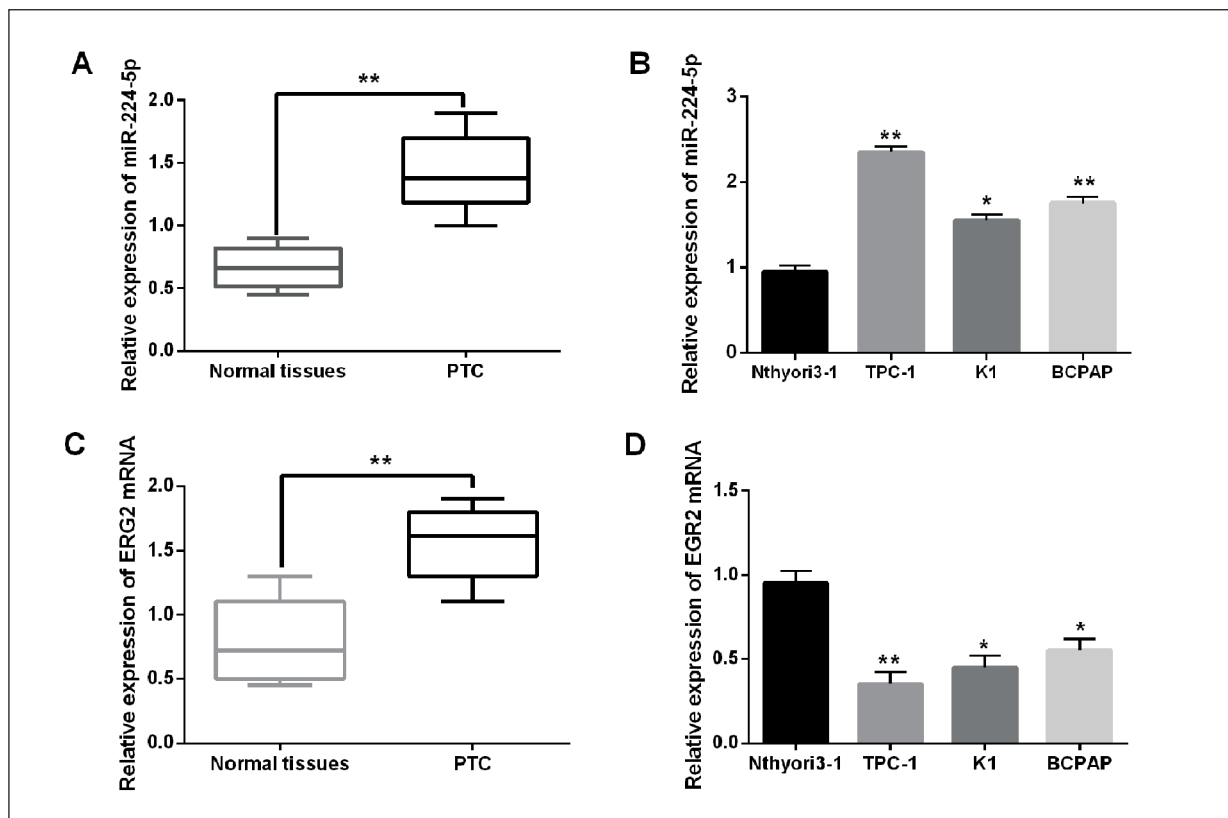 A
Relative expression of miR-224-5p
2.0
1.5
1.0
0.5
0.0
**
Normal tissues
PTC
B
Relative expression of miR-224-5p
3
2
1
0
**
*
**
Nthyori3-1
TPC-1
K1
BCPAP
C
Relative expression of ERG2 mRNA
2.0
1.5
1.0
0.5
0.0
**
Normal tissues
PTC
D
Relative expression of EGR2 mRNA
1.5
1.0
0.5
0.0
**
*
*
Nthyori3-1
TPC-1
K1
BCPAP